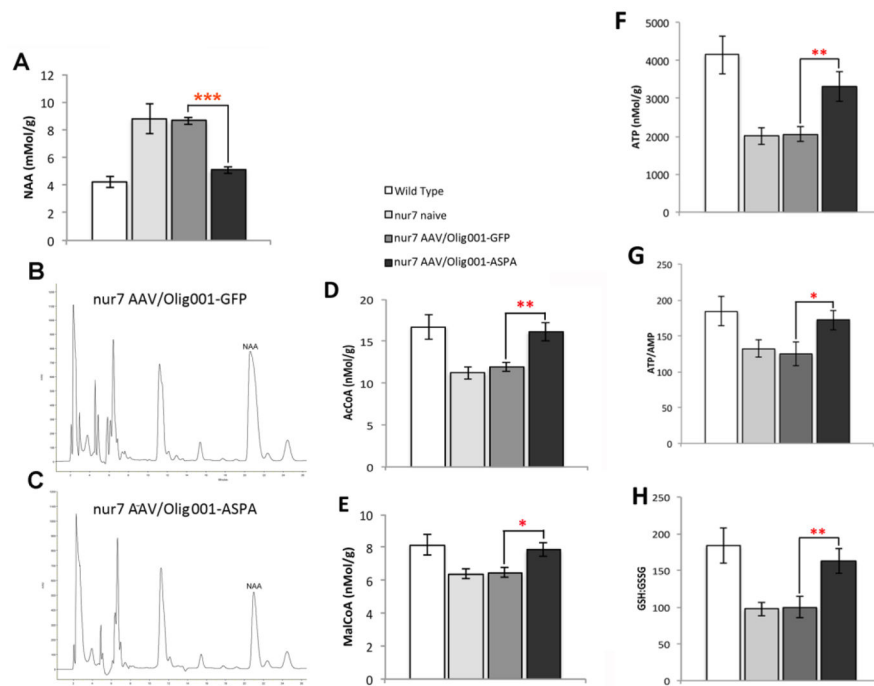 A
NAA (mMol/g)
12
10
8
6
4
2
0
***
Wild Type
nur7 naive
nur7 AAV/Olig001-GFP
nur7 AAV/Olig001-ASPA
B
nur7 AAV/Olig001-GFP
NAA
C
nur7 AAV/Olig001-ASPA
NAA
D
AcCoA (nMol/g)
20
15
10
5
0
**
E
MalCoA (nMol/g)
10
8
6
4
2
0
*
F
ATP (nMol/g)
5000
4000
3000
2000
1000
0
**
G
ATP/AMP
250
200
150
100
50
0
*
H
GSH:GSSG
250
200
150
100
50
0
**